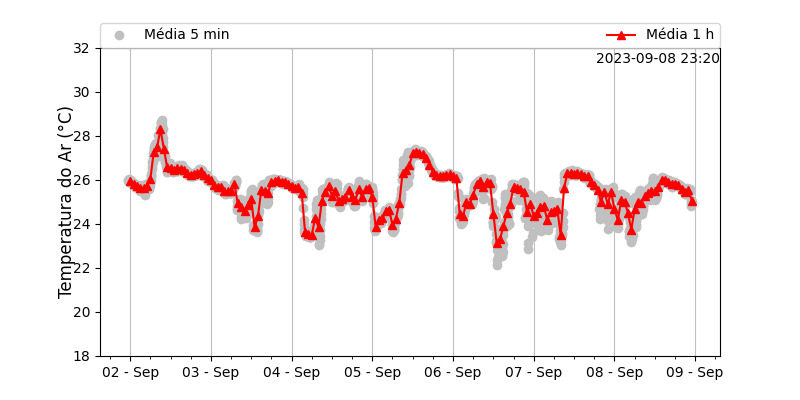 Média 5 min
Média 1 h
2023-09-08 23:20
Temperatura do Ar (°C)
32
30
28
26
24
22
20
18
02 - Sep
03 - Sep
04 - Sep
05 - Sep
06 - Sep
07 - Sep
08 - Sep
09 - Sep